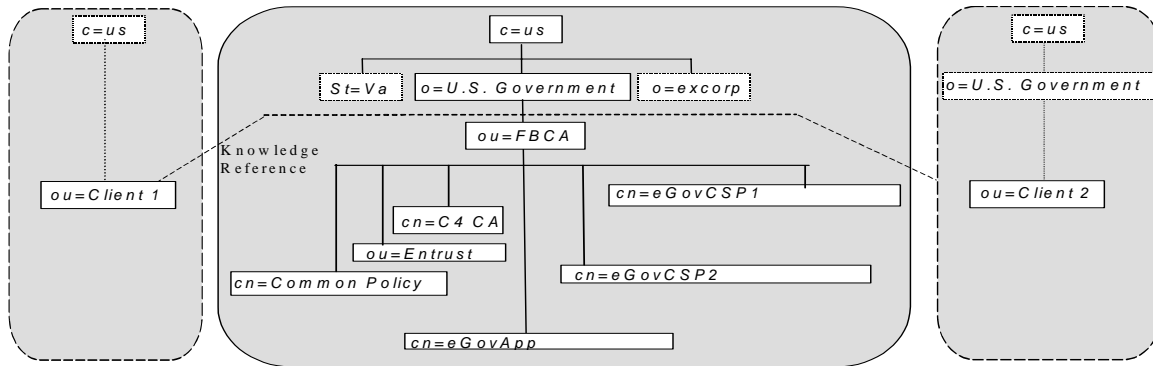 c=us
ou=Client 1
c=us
St=Va
o=U.S. Government
o=excorp
ou=FBCA
Knowledge
Reference
cn=eGovCSP1
cn=C4 CA
ou=Entrust
cn=eGovCSP2
cn=Common Policy
cn=eGovApp
c=us
o=U.S. Government
ou=Client 2